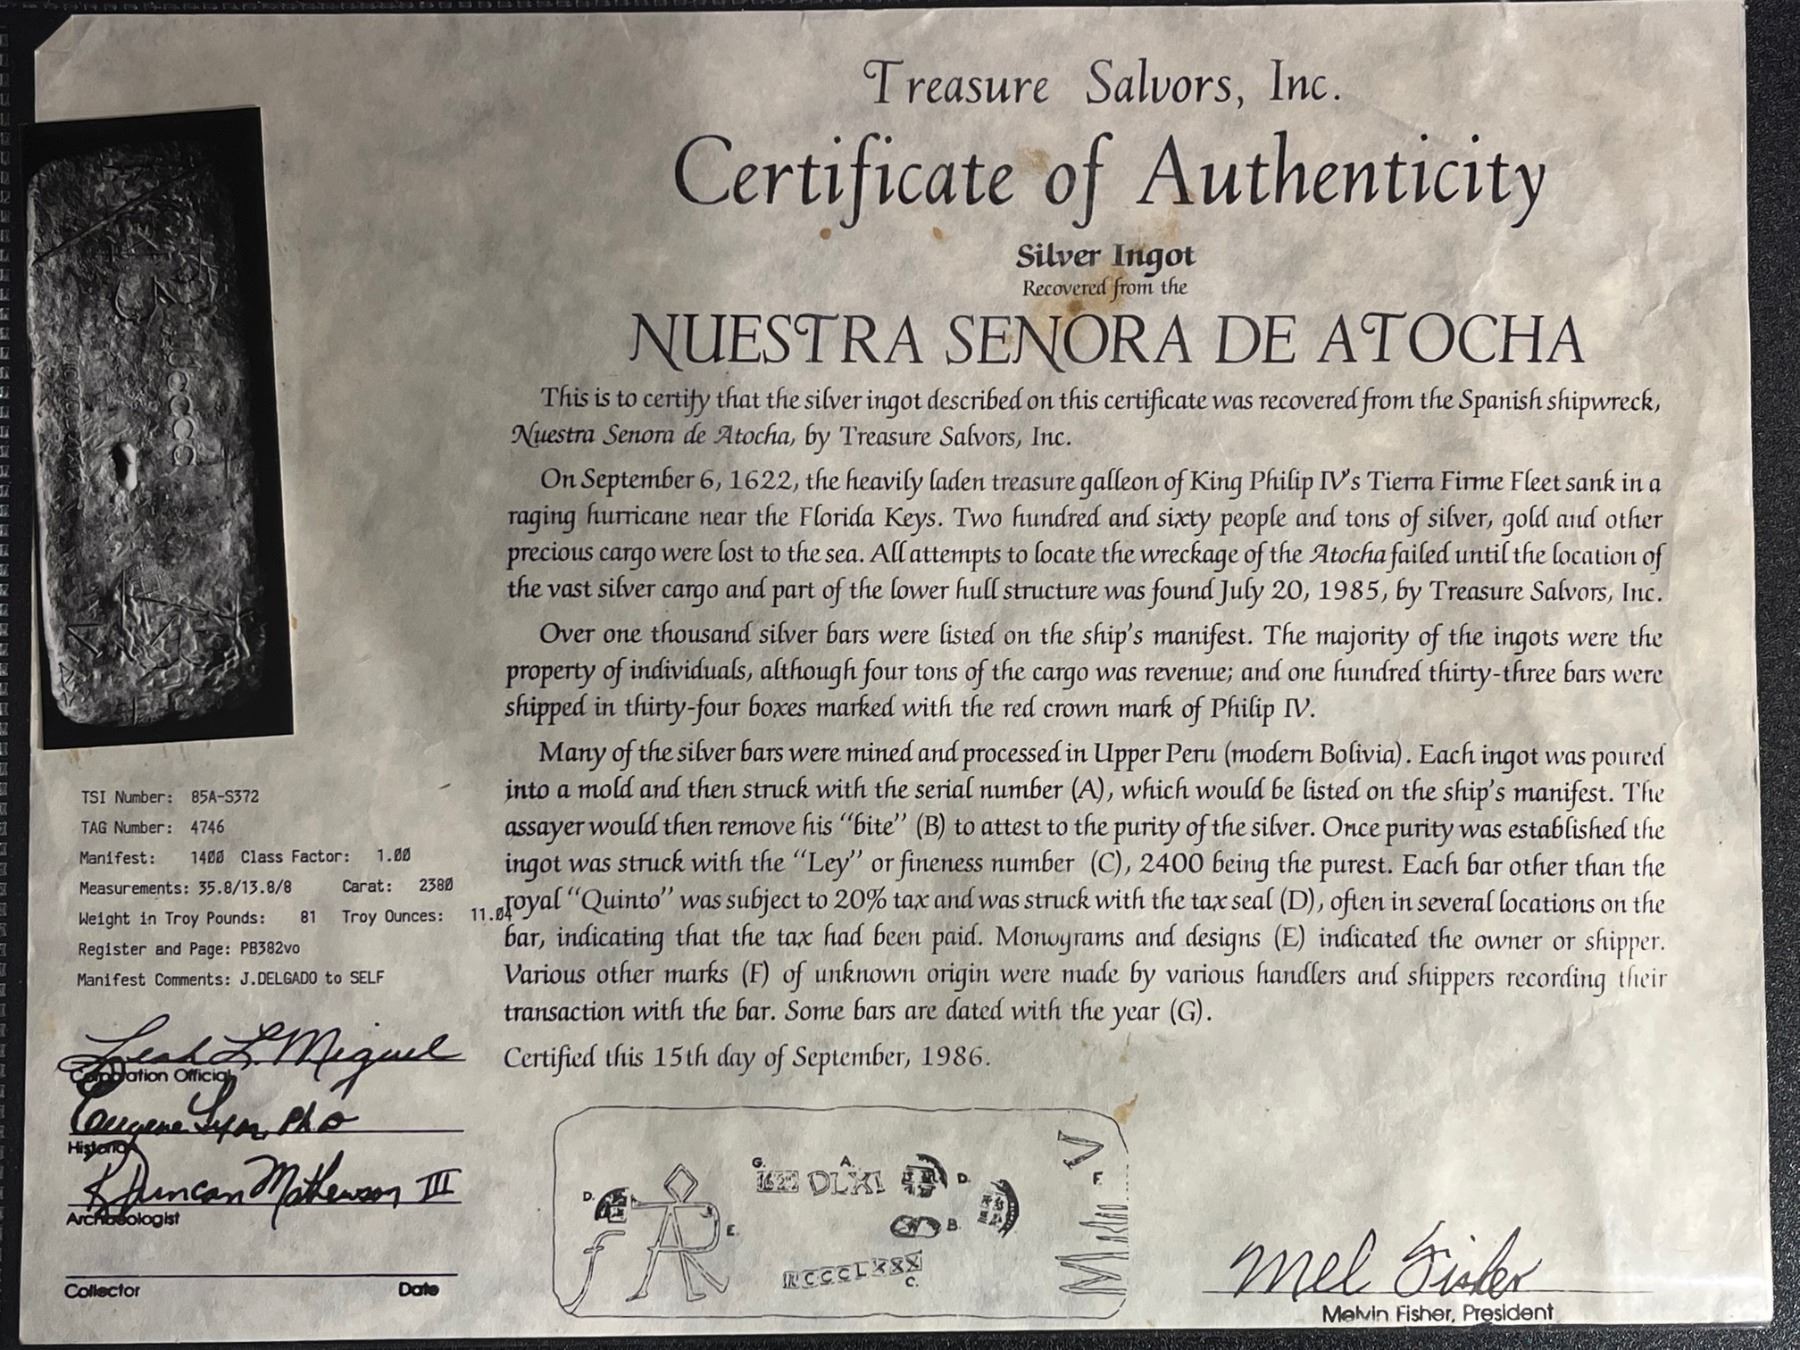 Treasure Salvors, Inc.
Certificate of Authenticity
Silver Ingot
Recovered from the
NUESTRA SENORA DE ATOCHA
This is to certify that the silver ingot described on this certificate was recovered from the Spanish shipwreck,
Nuestra Senora de Atocha, by Treasure Salvors, Inc.
On September 6, 1622, the heavily laden treasure galleon of King Philip IV's Tierra Firme Fleet sank in a
raging hurricane near the Florida Keys. Two hundred and sixty people and tons of silver, gold and other
precious cargo were lost to the sea. All attempts to locate the wreckage of the Atocha failed until the location of
the vast silver cargo and part of the lower hull structure was found July 20, 1985, by Treasure Salvors, Inc.
Over one thousand silver bars were listed on the ship's manifest. The majority of the ingots were the
property of individuals, although four tons of the cargo was revenue; and one hundred thirty-three bars were
shipped in thirty-four boxes marked with the red crown mark of Philip IV.
Many of the silver bars were mined and processed in Upper Peru (modern Bolivia). Each ingot was poured
into a mold and then struck with the serial number (A), which would be listed on the ship's manifest. The
assayer would then remove his "bite" (B) to attest to the purity of the silver. Once purity was established the
ingot was struck with the "Ley" or fineness number (C), 2400 being the purest. Each bar other than the
royal "Quinto" was subject to 20% tax and was struck with the tax seal (D), often in several locations on the
bar, indicating that the tax had been paid. Monograms and designs (E) indicated the owner or shipper.
Various other marks (F) of unknown origin were made by various handlers and shippers recording their
transaction with the bar. Some bars are dated with the year (G).
Certified this 15th day of September, 1986.
TSI Number: 85A-S372
TAG Number: 4746
Manifest: 1400 Class Factor: 1.00
Measurements: 35.8/13.8/8 Carat: 2380
Weight in Troy Pounds: 81 Troy Ounces: 11.04
Register and Page: PB382vo
Manifest Comments: J.DELGADO to SELF
Leah L. Miguel
Corporation Official
Eugene Lyon, PhD
Historian
R Duncan Mathewson III
Archaeologist
Collector Date
G. A. D. F.
DLXI
D. E. B.
C.
Mel Fisher
Melvin Fisher, President